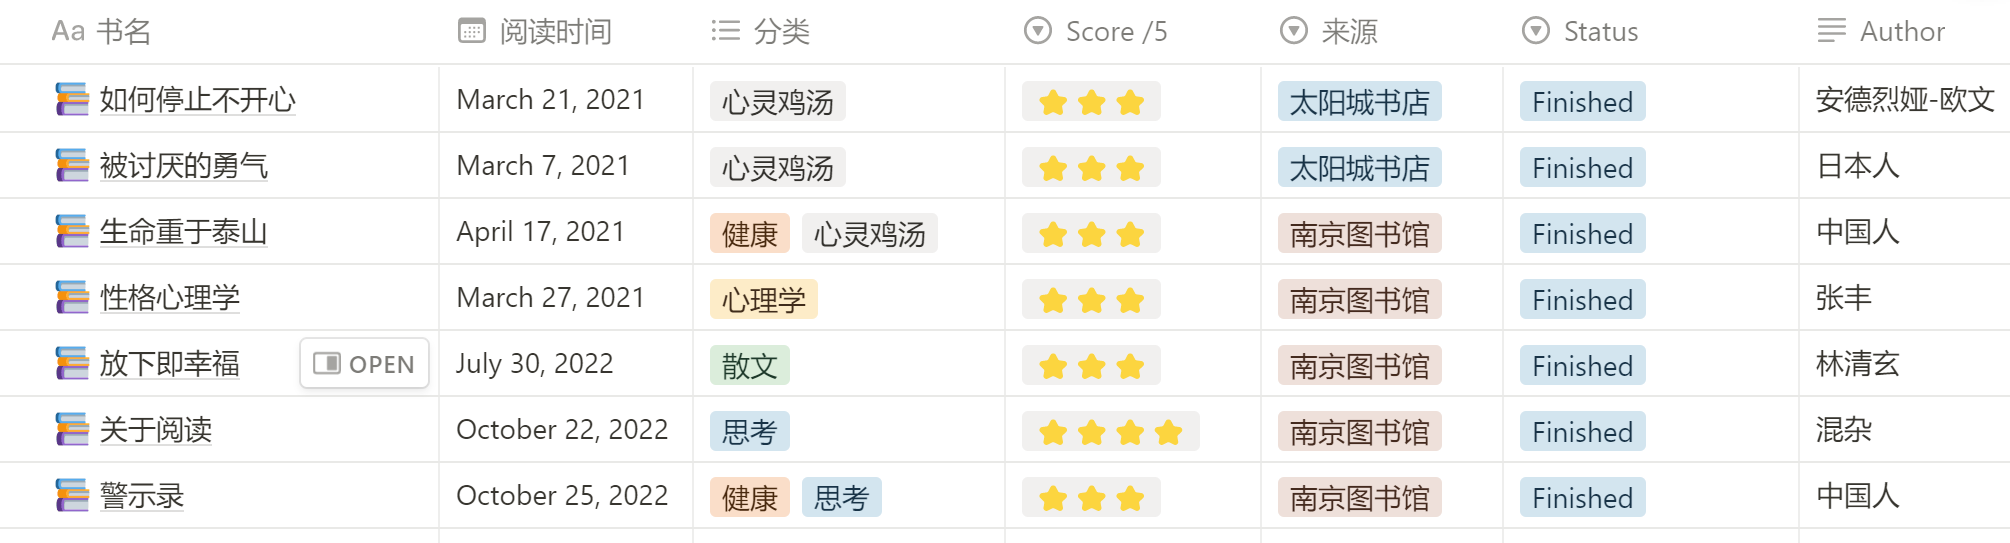 Aa 书名 阅读时间 分类 Score /5 来源 Status Author
如何停止不开心 March 21, 2021 心灵鸡汤 太阳城书店 Finished 安德烈娅-欧文
被讨厌的勇气 March 7, 2021 心灵鸡汤 太阳城书店 Finished 日本人
生命重于泰山 April 17, 2021 健康 心灵鸡汤 南京图书馆 Finished 中国人
性格心理学 March 27, 2021 心理学 南京图书馆 Finished 张丰
放下即幸福 OPEN July 30, 2022 散文 南京图书馆 Finished 林清玄
关于阅读 October 22, 2022 思考 南京图书馆 Finished 混杂
警示录 October 25, 2022 健康 思考 南京图书馆 Finished 中国人